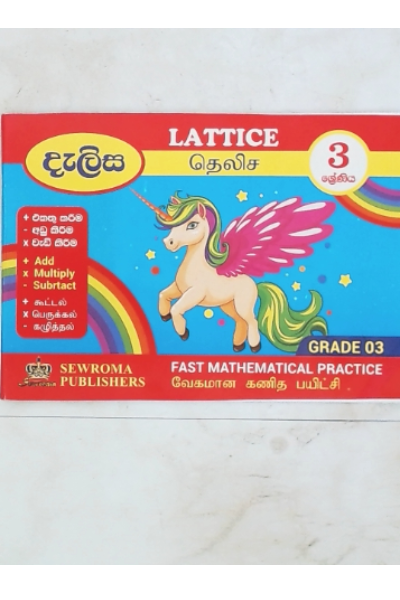 LATTICE
දැලිස
தெலிச
3
ශ්‍රේණිය
+ එකතු කිරීම
- අඩු කිරීම
x වැඩි කිරීම
+ Add
x Multiply
- Subrtact
+ கூட்டல்
x பெருக்கல்
- கழித்தல்
GRADE 03
SEWROMA
PUBLISHERS
FAST MATHEMATICAL PRACTICE
வேகமான கணித பயிட்சி .